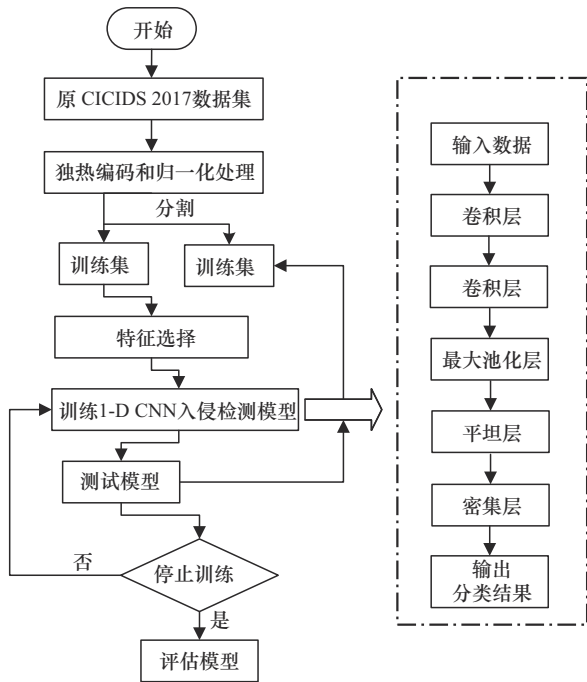 开始
原 CICIDS 2017数据集
独热编码和归一化处理
分割
训练集
训练集
特征选择
训练1-D CNN入侵检测模型
测试模型
否
停止训练
是
评估模型
输入数据
卷积层
卷积层
最大池化层
平坦层
密集层
输出
分类结果